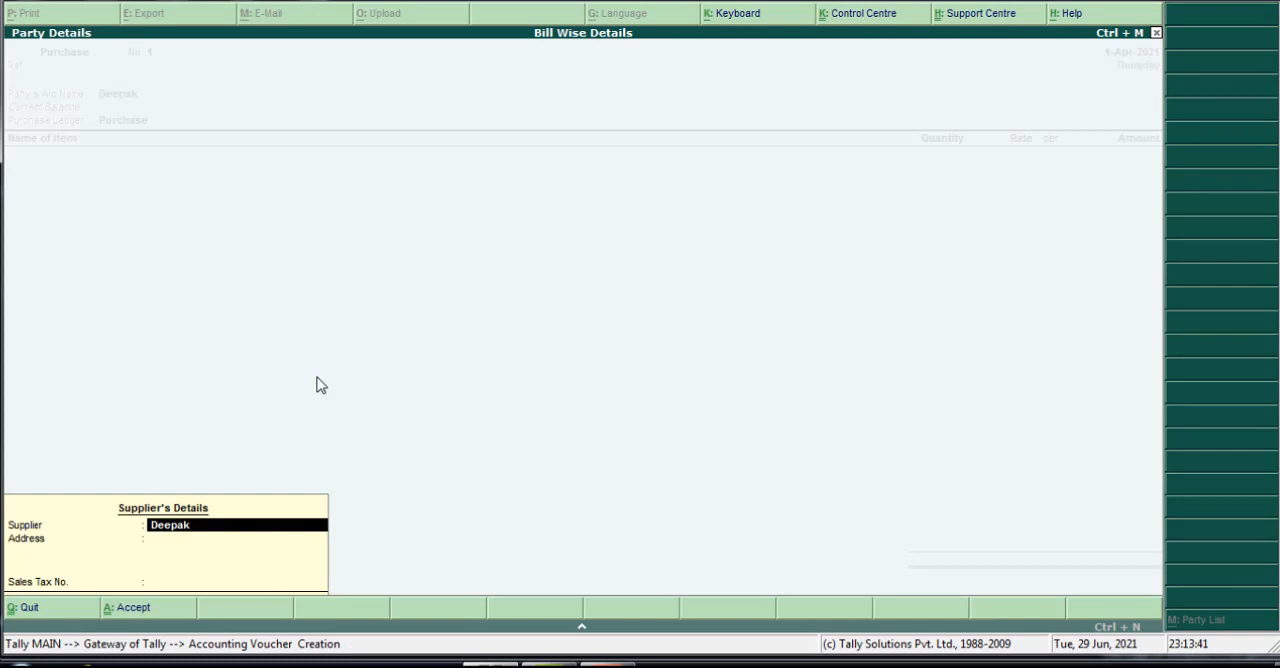 P: Print E: Export M: E-Mail O: Upload G: Language K: Keyboard K: Control Centre H: Support Centre H: Help
Party Details Bill Wise Details Ctrl + M
Purchase No 1 1-Apr-2021
Ref Thursday
Party's A/c Name Deepak
Current Balance
Purchase Ledger Purchase
Name of Item Quantity Rate per Amount
Supplier's Details
Supplier : Deepak
Address :
Sales Tax No. :
Q: Quit A: Accept
Ctrl + N
M: Party List
Tally MAIN --> Gateway of Tally --> Accounting Voucher Creation (c) Tally Solutions Pvt. Ltd., 1988-2009 Tue, 29 Jun, 2021 23:13:41